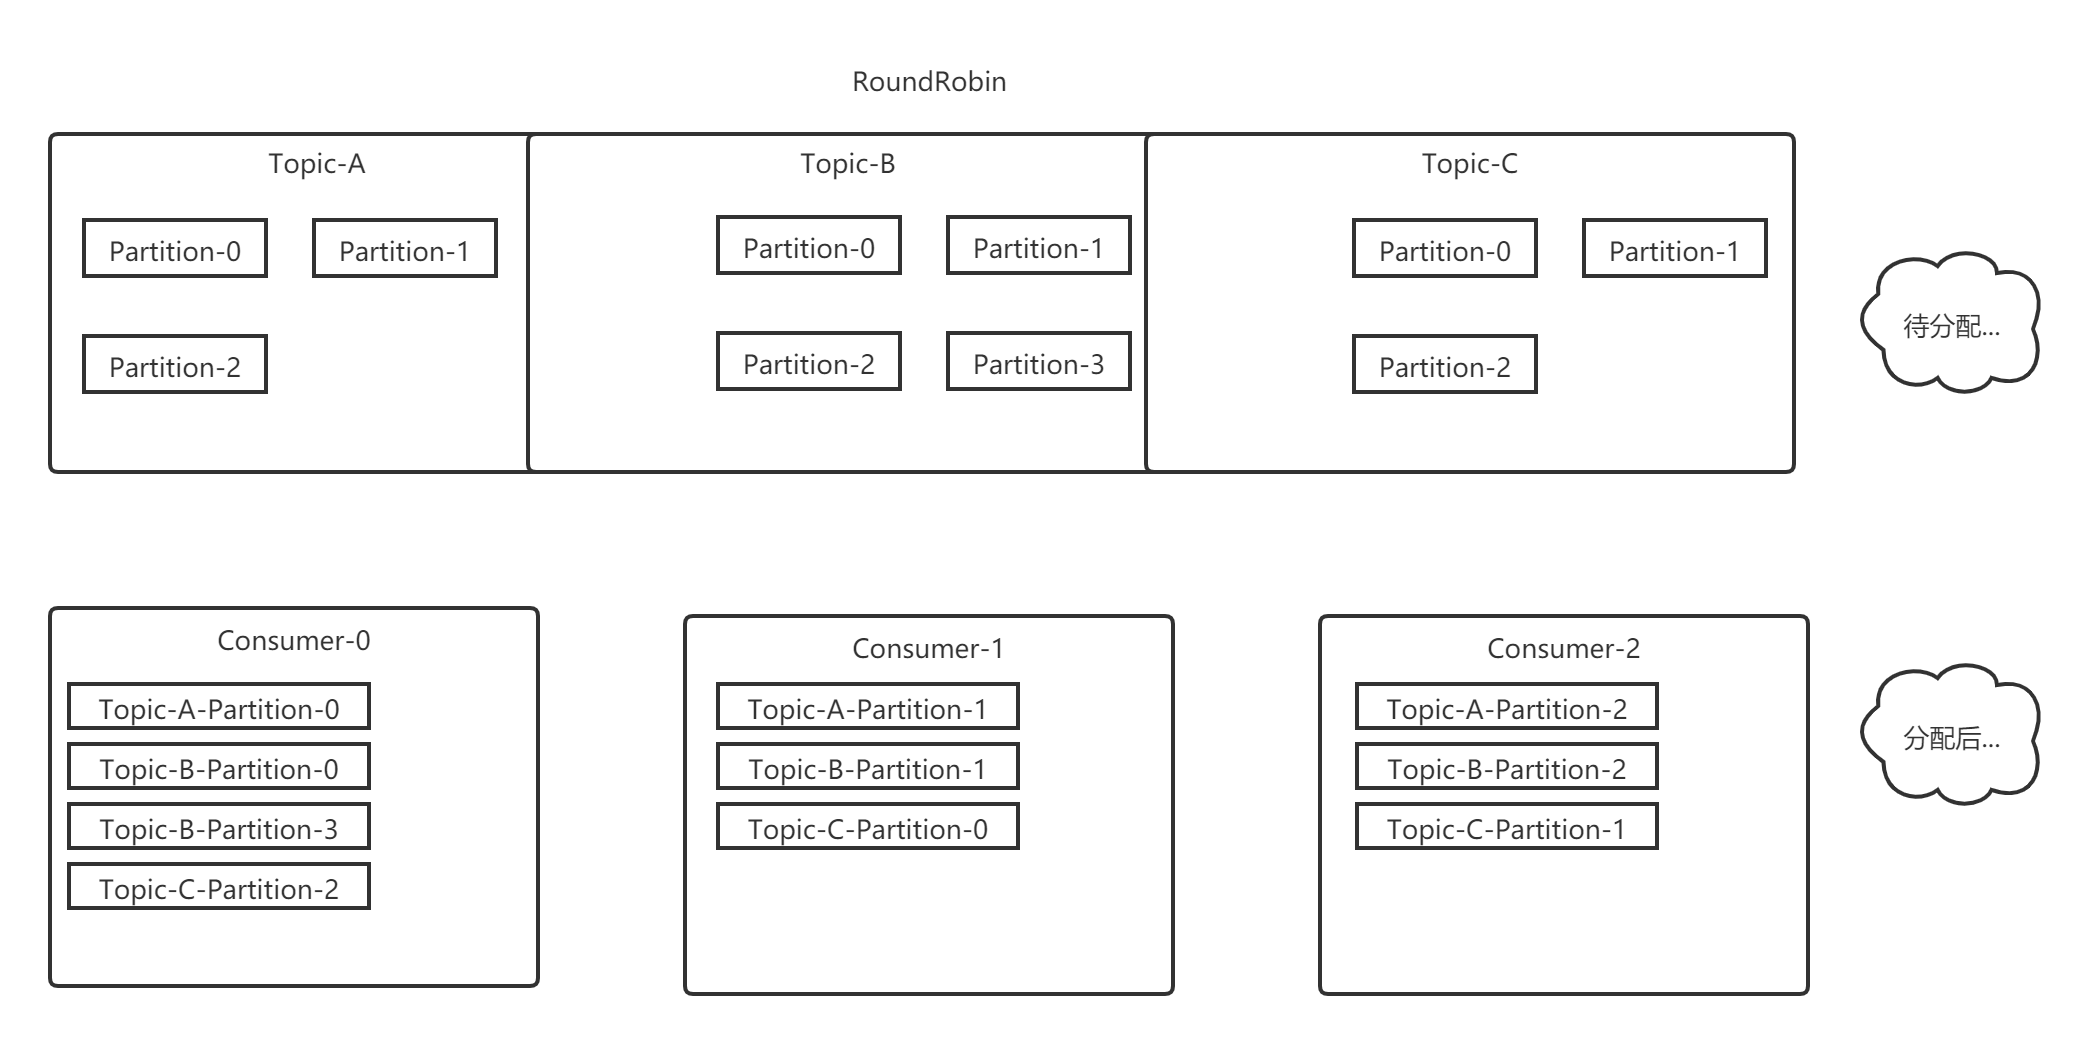 RoundRobin
Topic-A
Topic-B
Topic-C
Partition-0
Partition-1
Partition-0
Partition-1
Partition-0
Partition-1
待分配...
Partition-2
Partition-2
Partition-3
Partition-2
Consumer-0
Consumer-1
Consumer-2
Topic-A-Partition-0
Topic-A-Partition-1
Topic-A-Partition-2
分配后...
Topic-B-Partition-0
Topic-B-Partition-1
Topic-B-Partition-2
Topic-B-Partition-3
Topic-C-Partition-0
Topic-C-Partition-1
Topic-C-Partition-2